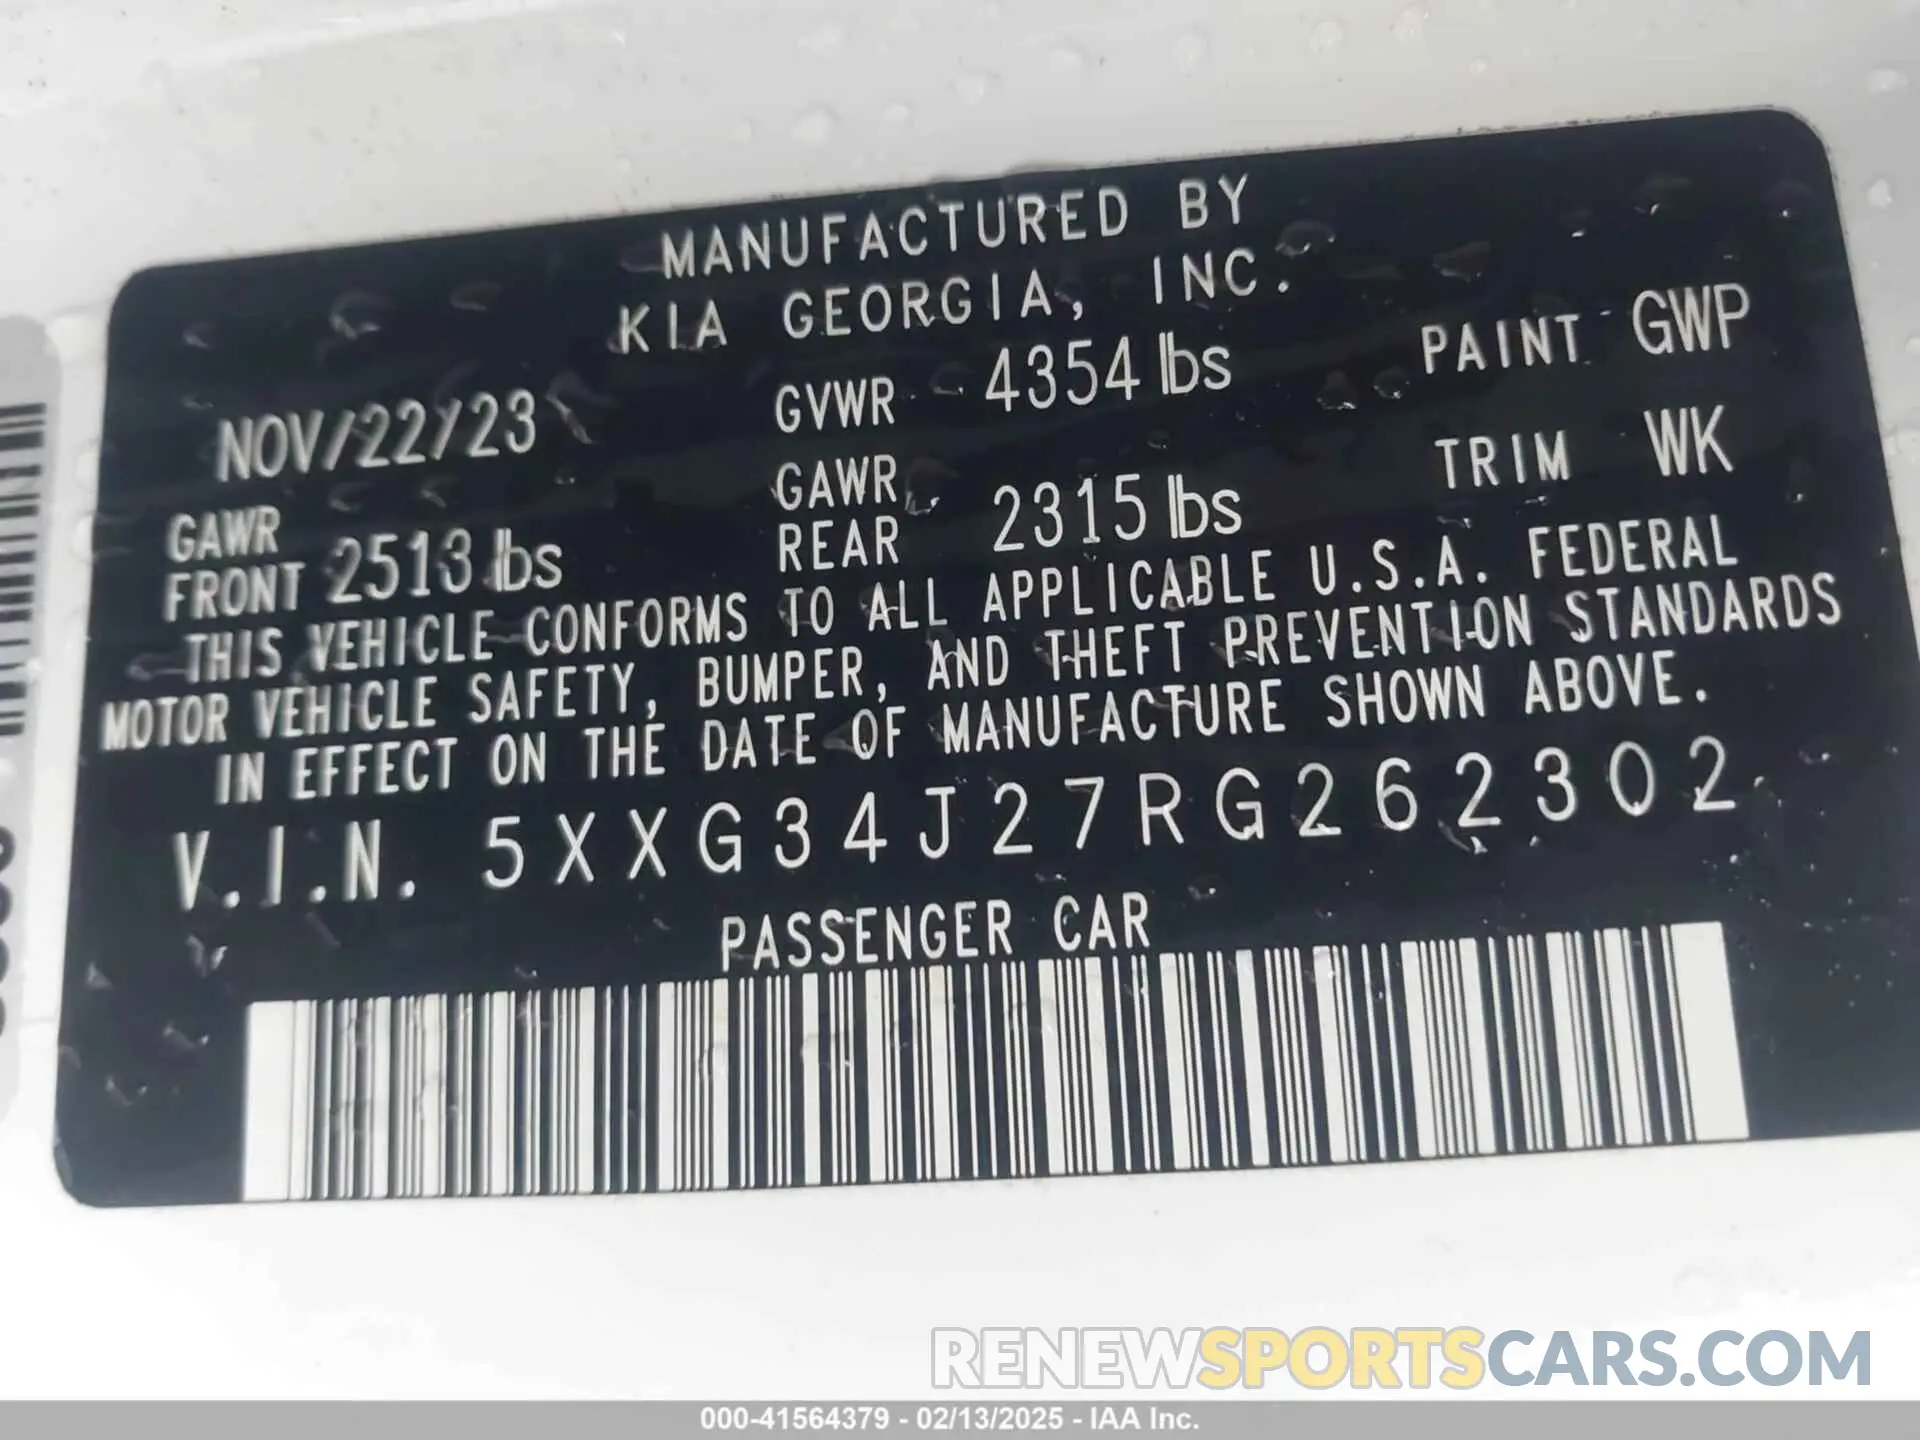 MANUFACTURED BY
KIA GEORGIA, INC.
NOV/22/23 GVWR 4354 lbs PAINT GWP
GAWR FRONT 2513 lbs GAWR REAR 2315 lbs TRIM WK
THIS VEHICLE CONFORMS TO ALL APPLICABLE U.S.A. FEDERAL
MOTOR VEHICLE SAFETY, BUMPER, AND THEFT PREVENTION STANDARDS
IN EFFECT ON THE DATE OF MANUFACTURE SHOWN ABOVE.
V.I.N. 5XXG34J27RG262302
PASSENGER CAR
RENEWSPORTSCARS.COM
000-41564379 - 02/13/2025 - IAA Inc.